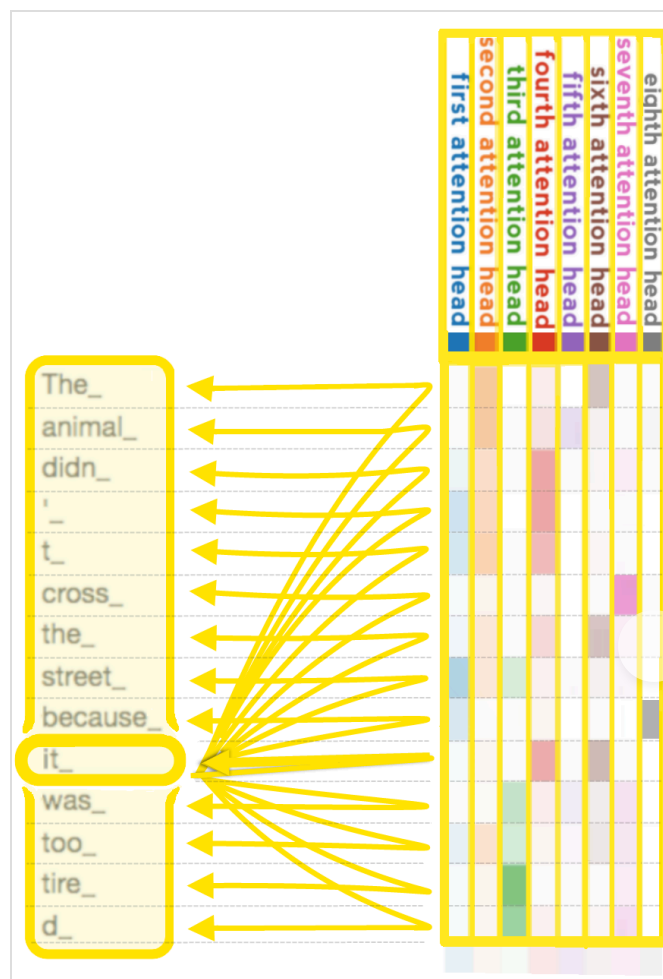 first attention head
second attention head
third attention head
fourth attention head
fifth attention head
sixth attention head
seventh attention head
eighth attention head
The_
animal_
didn_
'_
t_
cross_
the_
street_
because_
it_
was_
too_
tire_
d_